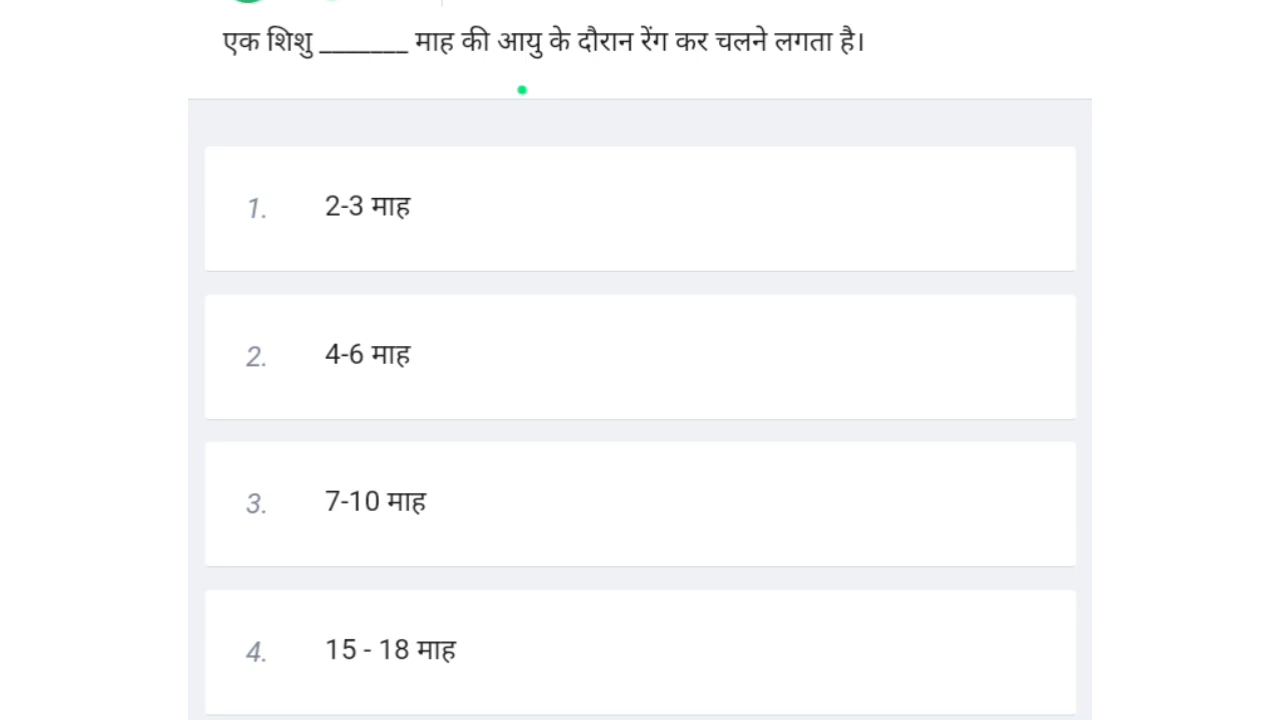 एक शिशु _______ माह की आयु के दौरान रेंग कर चलने लगता है।
1. 2-3 माह
2. 4-6 माह
3. 7-10 माह
4. 15 - 18 माह